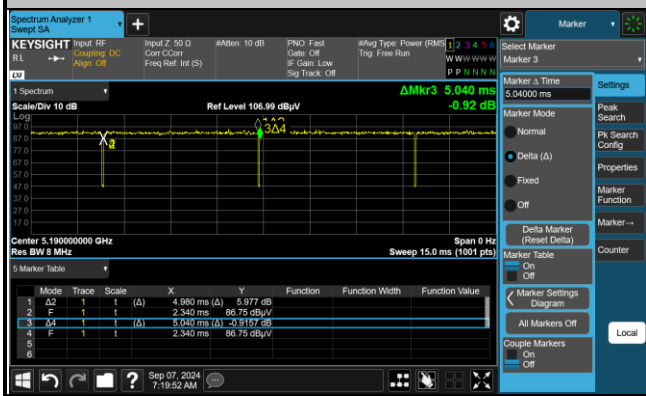 Spectrum Analyzer 1
Swept SA
+
Marker
KEYSIGHT Input: RF Input Z: 50 Ω #Atten: 10 dB PNO: Fast #Avg Type: Power (RMS 1 2 3 4 5 6
RL Coupling: DC Corr CCorr Gate: Off Trig: Free Run W W W W W W
Align: Off Freq Ref: Int (S) IF Gain: Low
Sig Track: Off P P N N N N
LXI
Select Marker
Marker 3
1 Spectrum
ΔMkr3 5.040 ms
Scale/Div 10 dB Ref Level 106.99 dBµV -0.92 dB
Log
97.0
87.0
77.0
67.0
57.0
47.0
37.0
27.0
17.0
3Δ4
Center 5.190000000 GHz Span 0 Hz
Res BW 8 MHz Sweep 15.0 ms (1001 pts)
5 Marker Table
Mode Trace Scale X Y Function Function Width Function Value
1 Δ2 1 t (Δ) 4.980 ms (Δ) 5.977 dB
2 F 1 t 2.340 ms 86.75 dBµV
3 Δ4 1 t (Δ) 5.040 ms (Δ) -0.9157 dB
4 F 1 t 2.340 ms 86.75 dBµV
5
6
Marker Δ Time
5.04000 ms
Marker Mode
Normal
Delta (Δ)
Fixed
Off
Delta Marker
(Reset Delta)
Marker Table
On
Off
Marker Settings
Diagram
All Markers Off
Couple Markers
On
Off
Settings
Peak
Search
Pk Search
Config
Properties
Marker
Function
Marker→
Counter
Local
?
Sep 07, 2024
7:19:52 AM